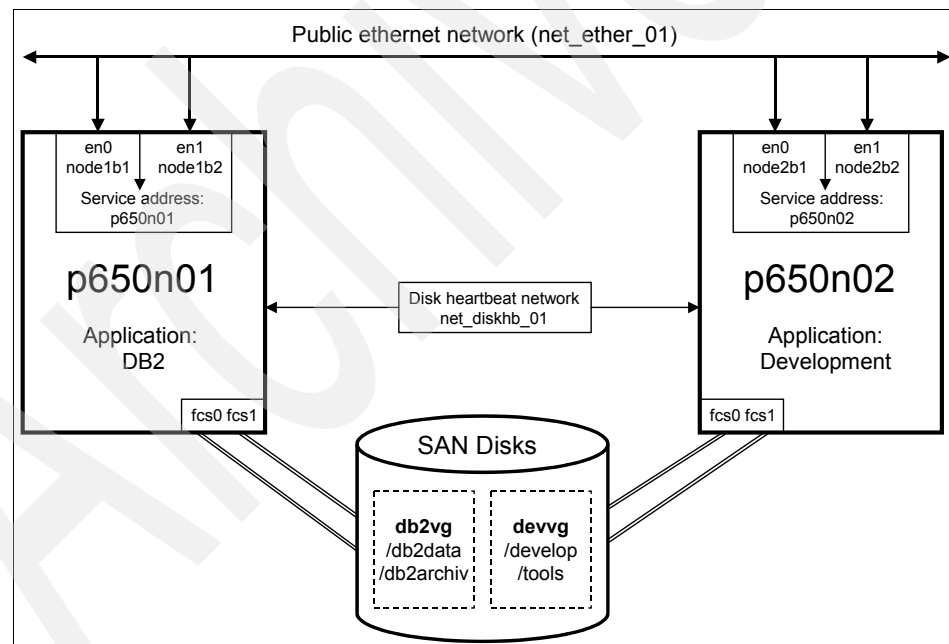 Public ethernet network (net_ether_01)
en0 en1
node1b1 node1b2
Service address:
p650n01
p650n01
Application:
DB2
fcs0 fcs1
Disk heartbeat network
net_diskhb_01
en0 en1
node2b1 node2b2
Service address:
p650n02
p650n02
Application:
Development
fcs0 fcs1
SAN Disks
db2vg
/db2data
/db2archiv
devvg
/develop
/tools
Archive